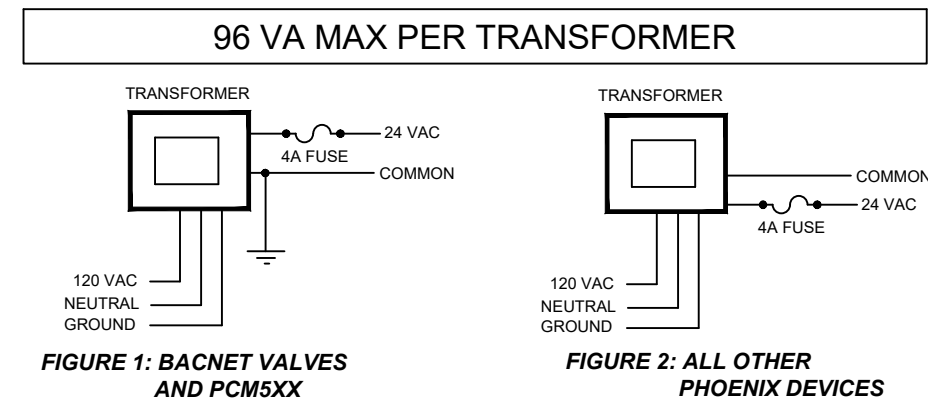 96 VA MAX PER TRANSFORMER
TRANSFORMER
24 VAC
4A FUSE
COMMON
120 VAC
NEUTRAL
GROUND
FIGURE 1: BACNET VALVES
AND PCM5XX
TRANSFORMER
COMMON
24 VAC
4A FUSE
120 VAC
NEUTRAL
GROUND
FIGURE 2: ALL OTHER
PHOENIX DEVICES